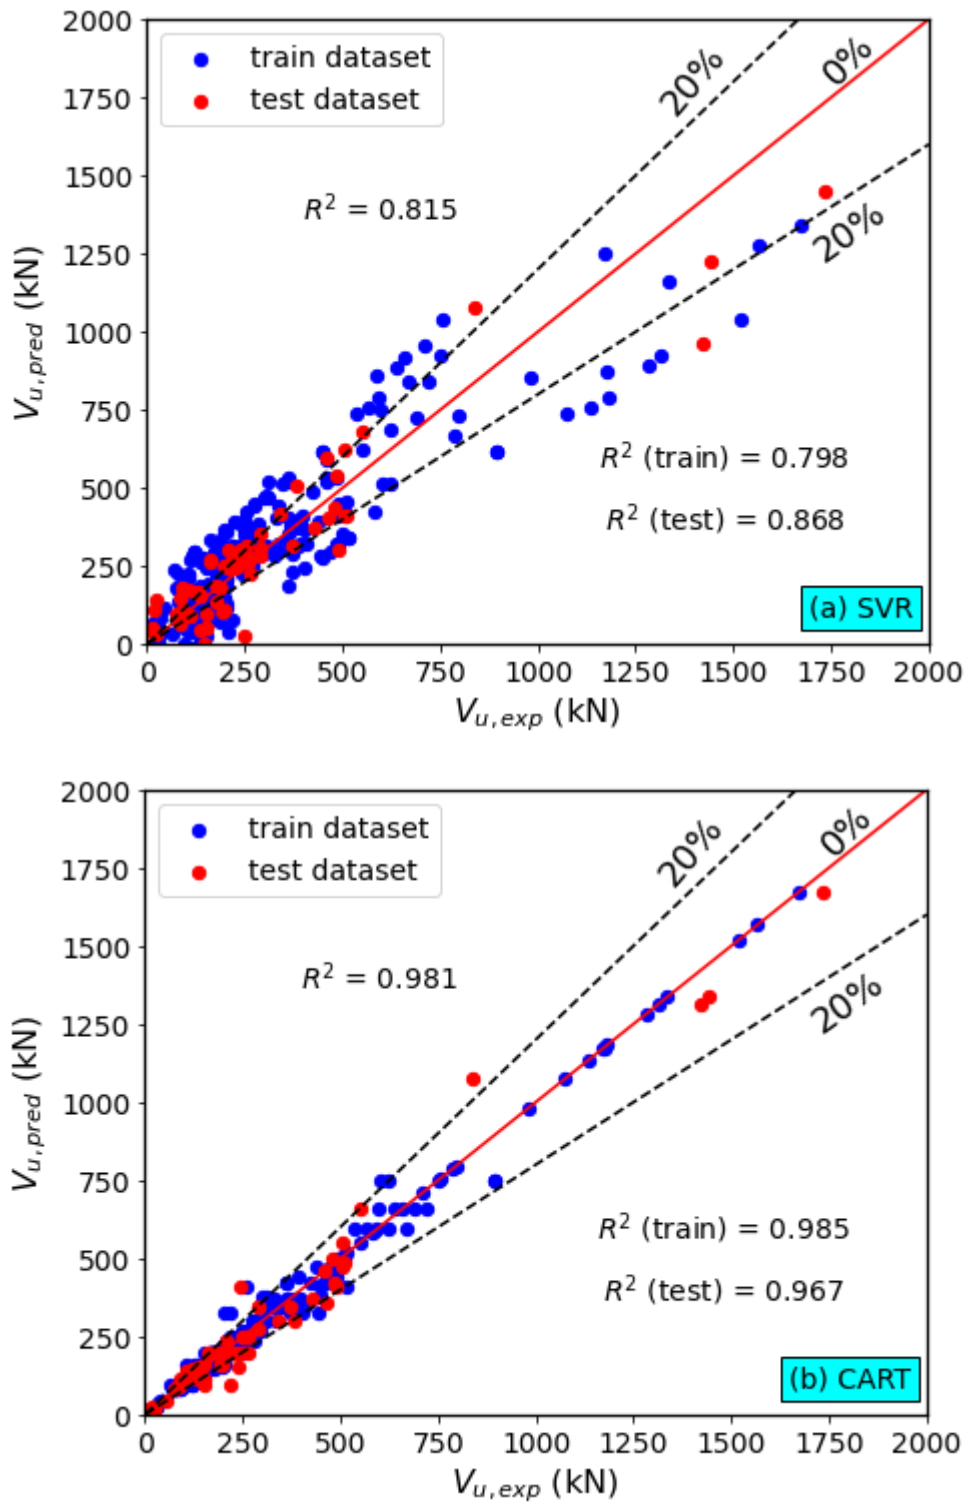 2000
1750
1500
1250
1000
750
500
250
0
V_{u,pred} (kN)
train dataset
test dataset
20%
0%
20%
R² = 0.815
R² (train) = 0.798
R² (test) = 0.868
(a) SVR
0 250 500 750 1000 1250 1500 1750 2000
V_{u,exp} (kN)
2000
1750
1500
1250
1000
750
500
250
0
V_{u,pred} (kN)
train dataset
test dataset
20%
0%
20%
R² = 0.981
R² (train) = 0.985
R² (test) = 0.967
(b) CART
0 250 500 750 1000 1250 1500 1750 2000
V_{u,exp} (kN)